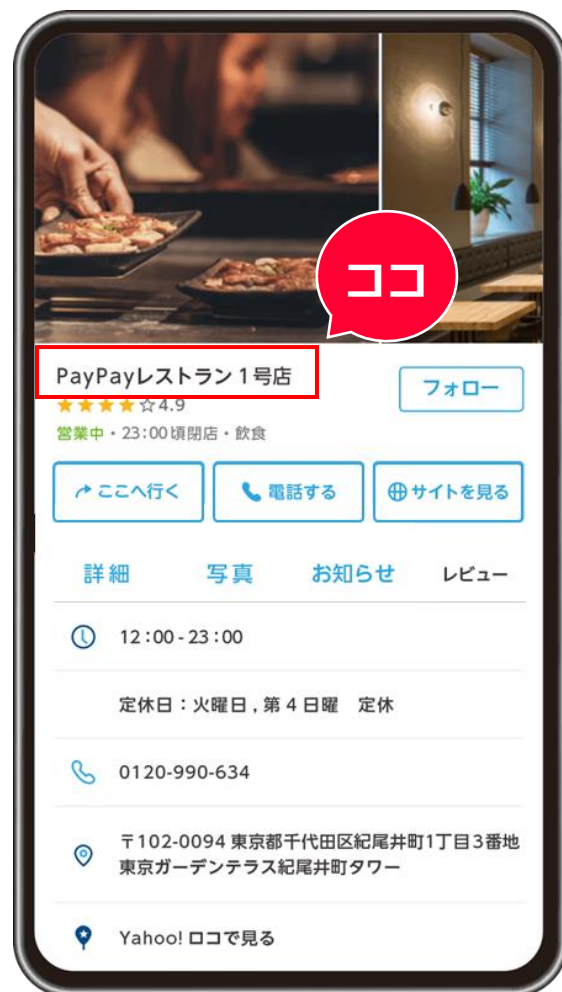 ココ
PayPayレストラン1号店
フォロー
★★★★☆4.9
営業中・23:00頃閉店・飲食
ここへ行く
電話する
サイトを見る
詳細
写真
お知らせ
レビュー
12:00-23:00
定休日:火曜日,第4日曜 定休
0120-990-634
〒102-0094 東京都千代田区紀尾井町1丁目3番地
東京ガーデンテラス紀尾井町タワー
Yahoo! ロコで見る